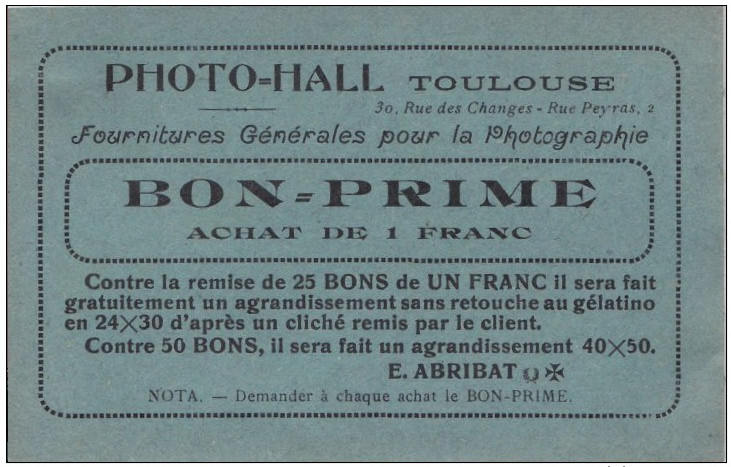 PHOTO=HALL TOULOUSE
30, Rue des Changes - Rue Peyras, 2
Fournitures Générales pour la Photographie
BON=PRIME
ACHAT DE 1 FRANC
Contre la remise de 25 BONS de UN FRANC il sera fait
gratuitement un agrandissement sans retouche au gélatino
en 24×30 d'après un cliché remis par le client.
Contre 50 BONS, il sera fait un agrandissement 40×50.
E. ABRIBAT
NOTA. — Demander à chaque achat le BON-PRIME.